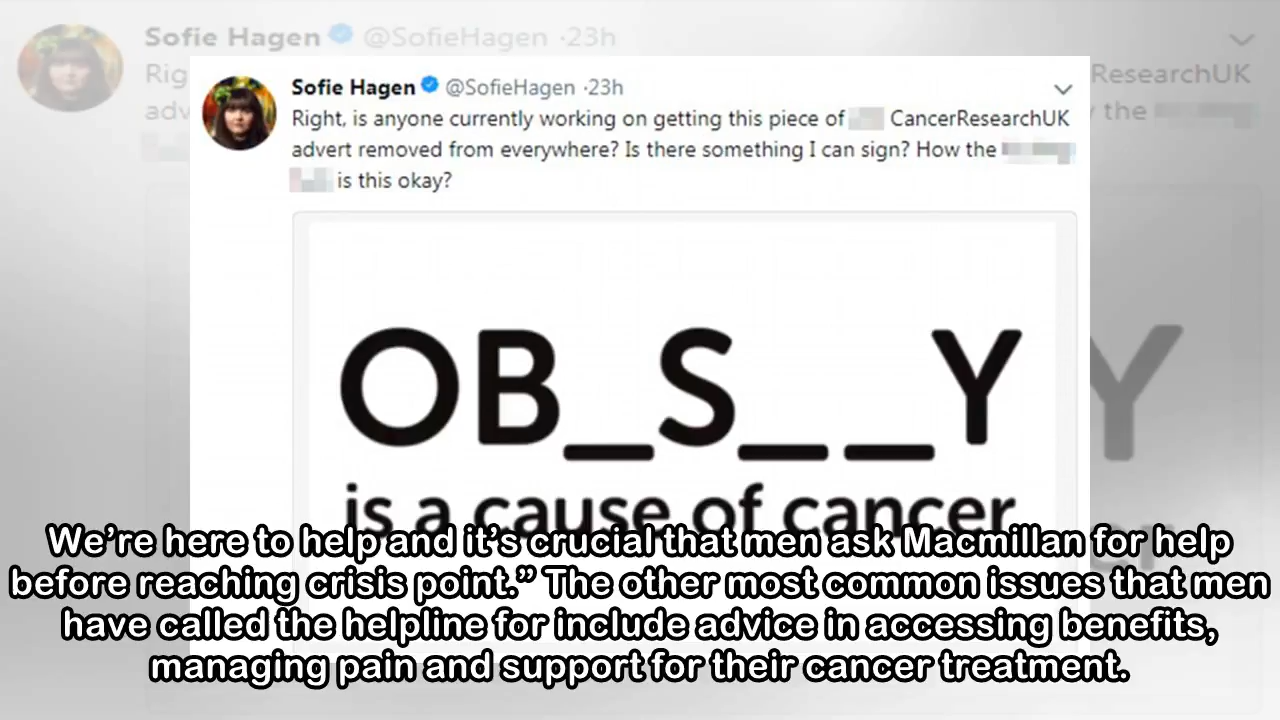 Sofie Hagen @SofieHagen ·23h
ResearchUK
Rig
adv
the
Sofie Hagen @SofieHagen ·23h
Right, is anyone currently working on getting this piece of CancerResearchUK
advert removed from everywhere? Is there something I can sign? How the
is this okay?
OB_S__Y
Y
is a cause of cancer
We're here to help and it's crucial that men ask Macmillan for help
before reaching crisis point.” The other most common issues that men
have called the helpline for include advice in accessing benefits,
managing pain and support for their cancer treatment.